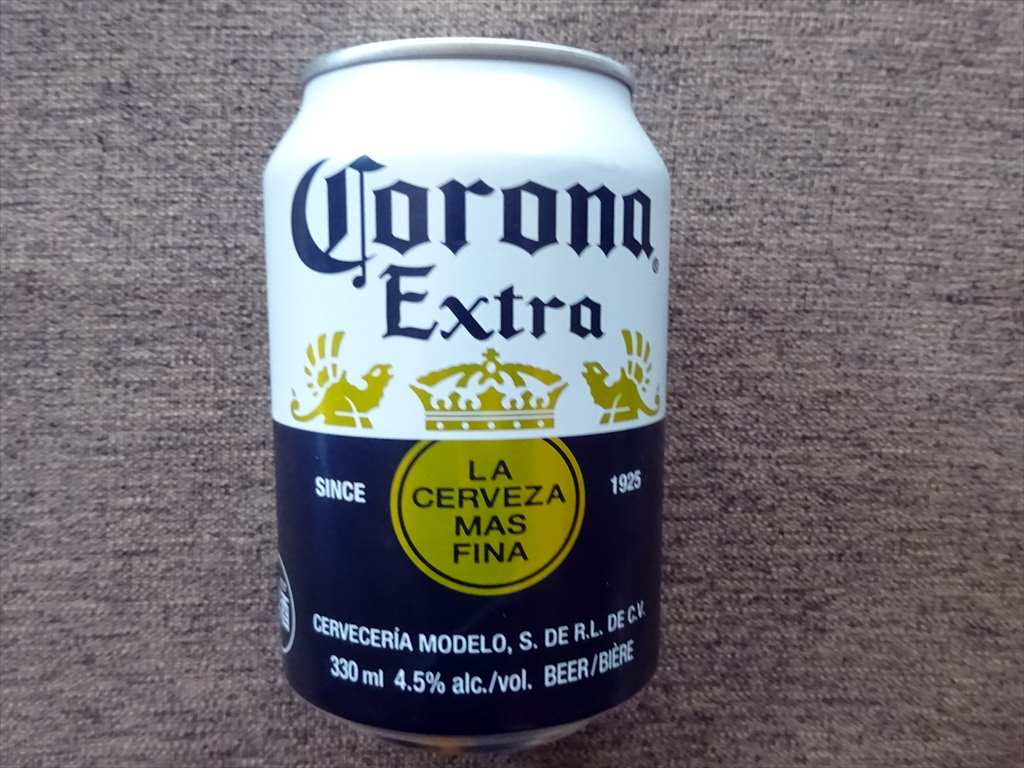 Corona®
Extra
SINCE
1925
LA
CERVEZA
MAS
FINA
CERVECERÍA MODELO, S. DE R.L. DE C.V.
330 ml 4.5% alc./vol. BEER/BIÈRE